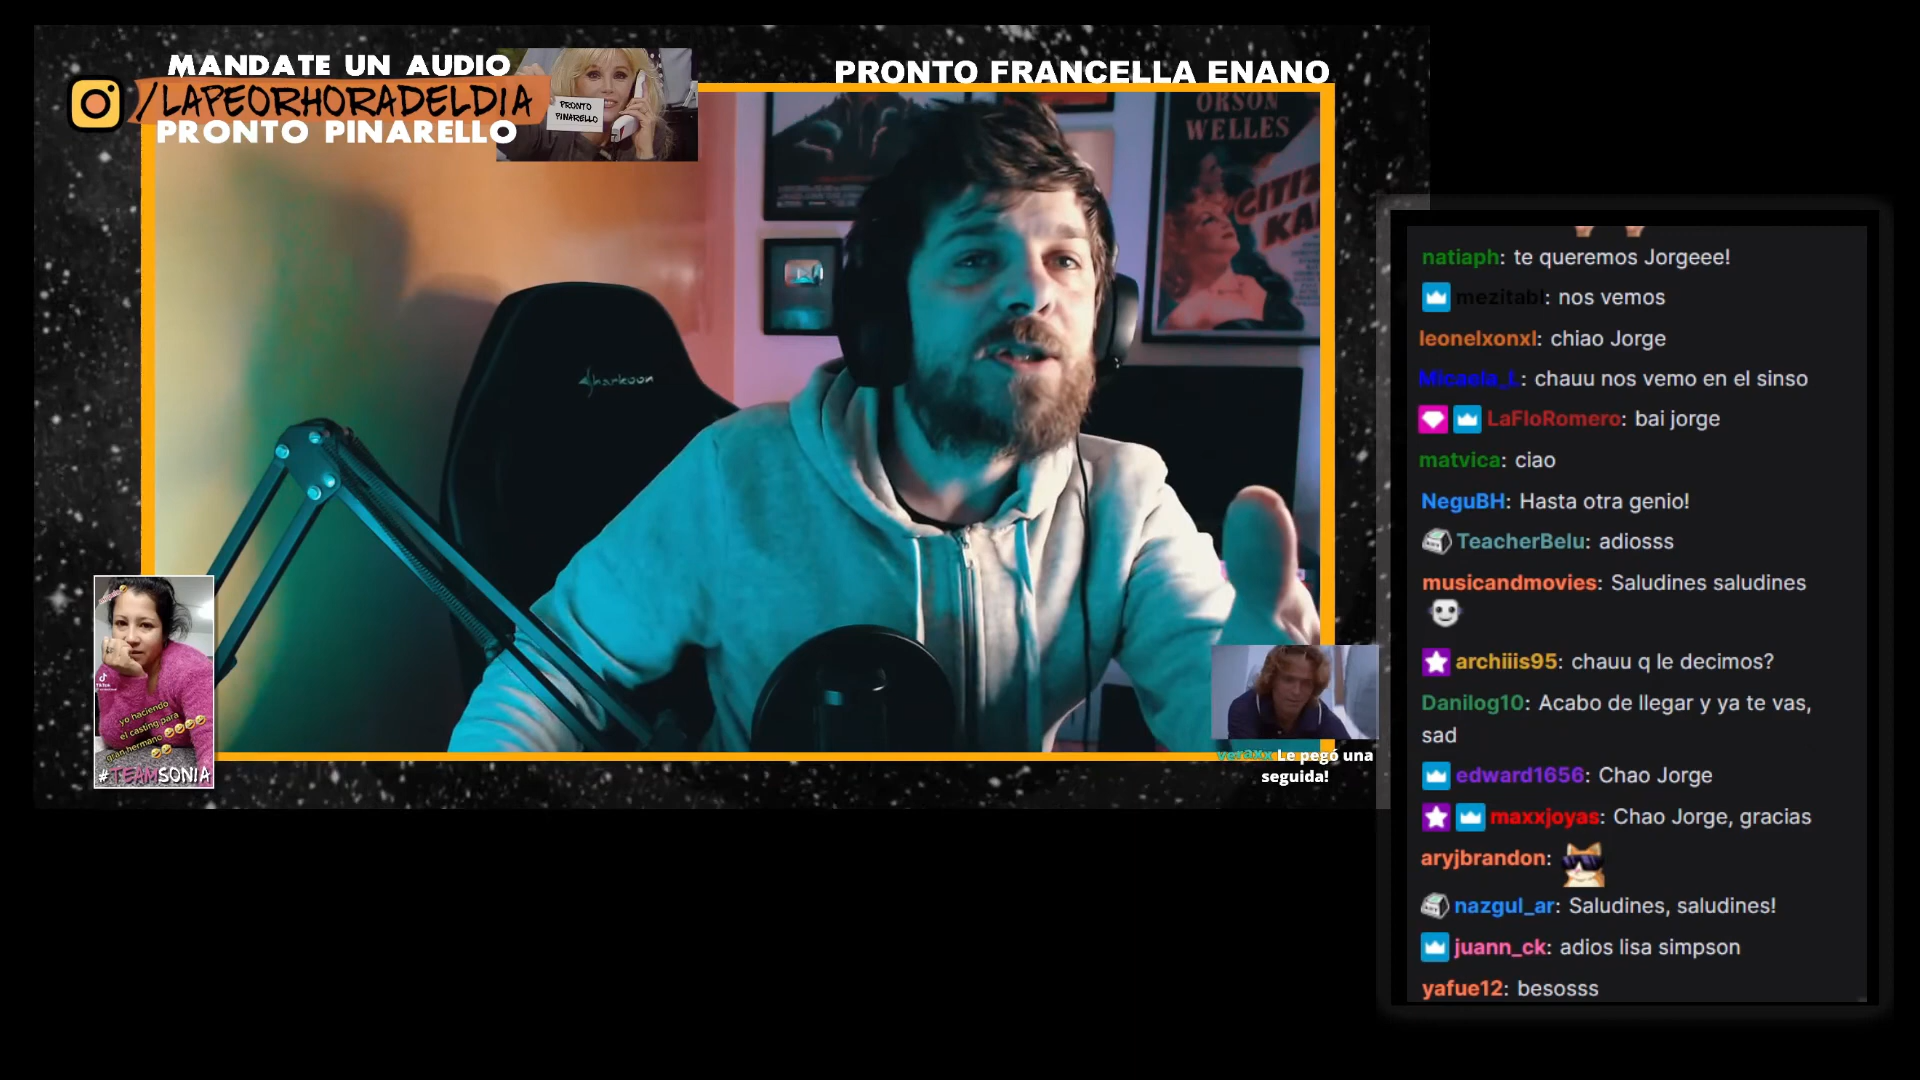 MANDATE UN AUDIO
/LAPEORHORADELDIA
PRONTO PINARELLO
PRONTO
PINARELLO
PRONTO FRANCELLA ENANO
ORSON
WELLES
Sharkoon
yo haciendo
el casting para
gran hermano
#TEAMSONIA
Le pegó una
seguida!
natiaph: te queremos Jorgeee!
mezitabl: nos vemos
leonelxonxl: chiao Jorge
Micaela_L: chauu nos vemo en el sinso
LaFloRomero: bai jorge
matvica: ciao
NeguBH: Hasta otra genio!
TeacherBelu: adiosss
musicandmovies: Saludines saludines
archiiis95: chauu q le decimos?
Danilog10: Acabo de llegar y ya te vas,
sad
edward1656: Chao Jorge
maxxjoyas: Chao Jorge, gracias
aryjbrandon:
nazgul_ar: Saludines, saludines!
juann_ck: adios lisa simpson
yafue12: besosss